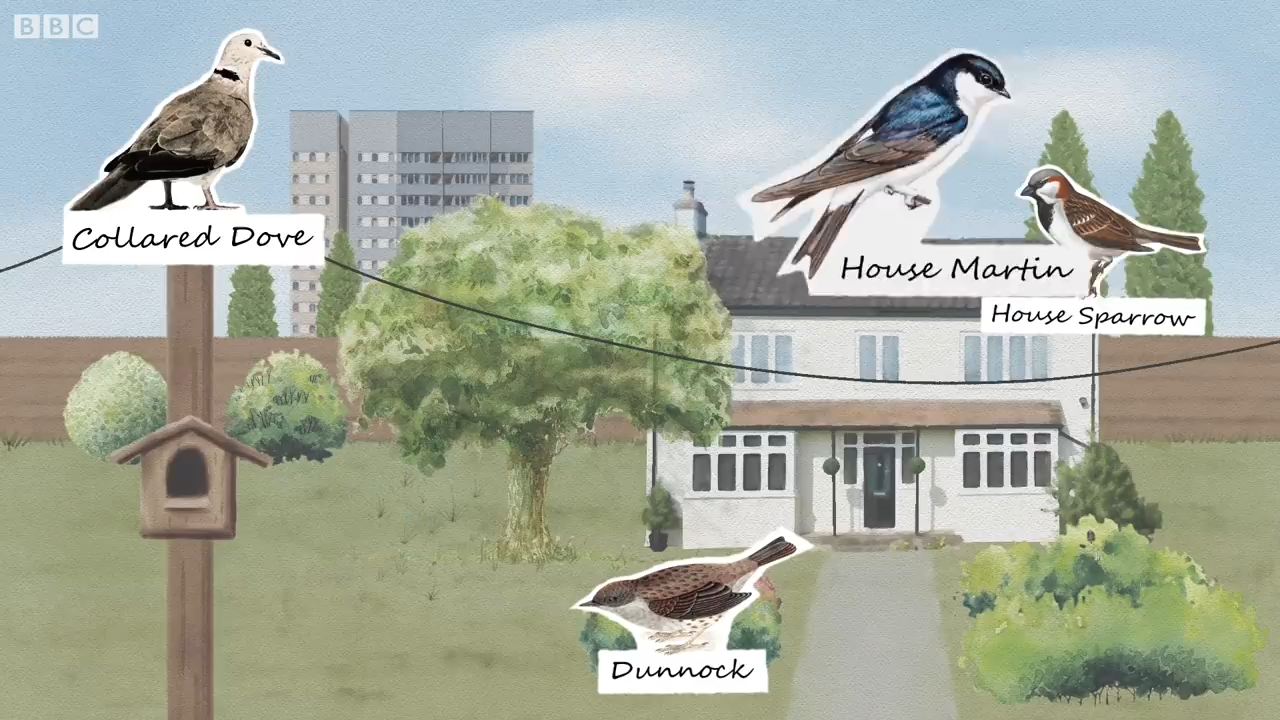 BBC
Collared Dove
House Martin
House Sparrow
Dunnock